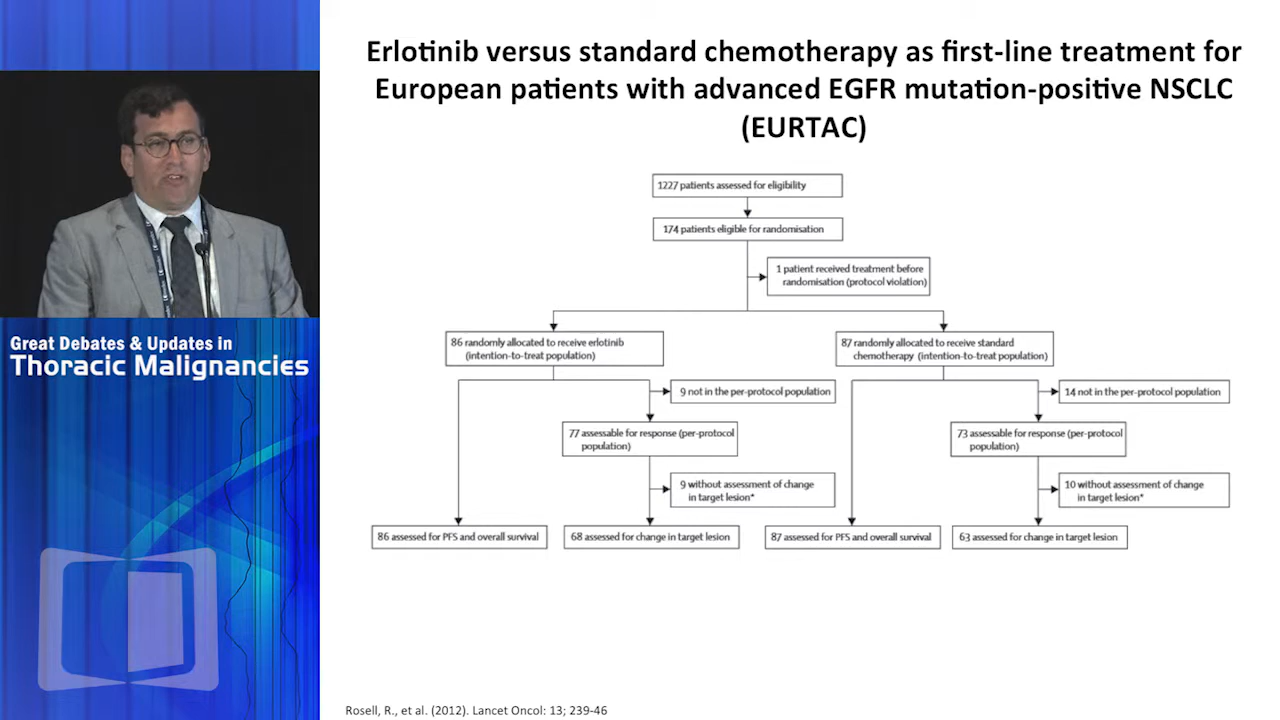 Erlotinib versus standard chemotherapy as first-line treatment for
European patients with advanced EGFR mutation-positive NSCLC
(EURTAC)
1227 patients assessed for eligibility
174 patients eligible for randomisation
1 patient received treatment before
randomisation (protocol violation)
86 randomly allocated to receive erlotinib
(intention-to-treat population)
87 randomly allocated to receive standard
chemotherapy (intention-to-treat population)
9 not in the per-protocol population
14 not in the per-protocol population
77 assessable for response (per-protocol
population)
73 assessable for response (per-protocol
population)
9 without assessment of change
in target lesion*
10 without assessment of change
in target lesion*
86 assessed for PFS and overall survival
68 assessed for change in target lesion
87 assessed for PFS and overall survival
63 assessed for change in target lesion
Rosell, R., et al. (2012). Lancet Oncol: 13; 239-46
Great Debates & Updates in
Thoracic Malignancies